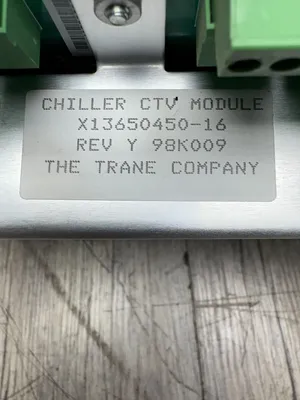 CHILLER CTV MODULE
X13650450-16
REV Y 98K009
THE TRANE COMPANY